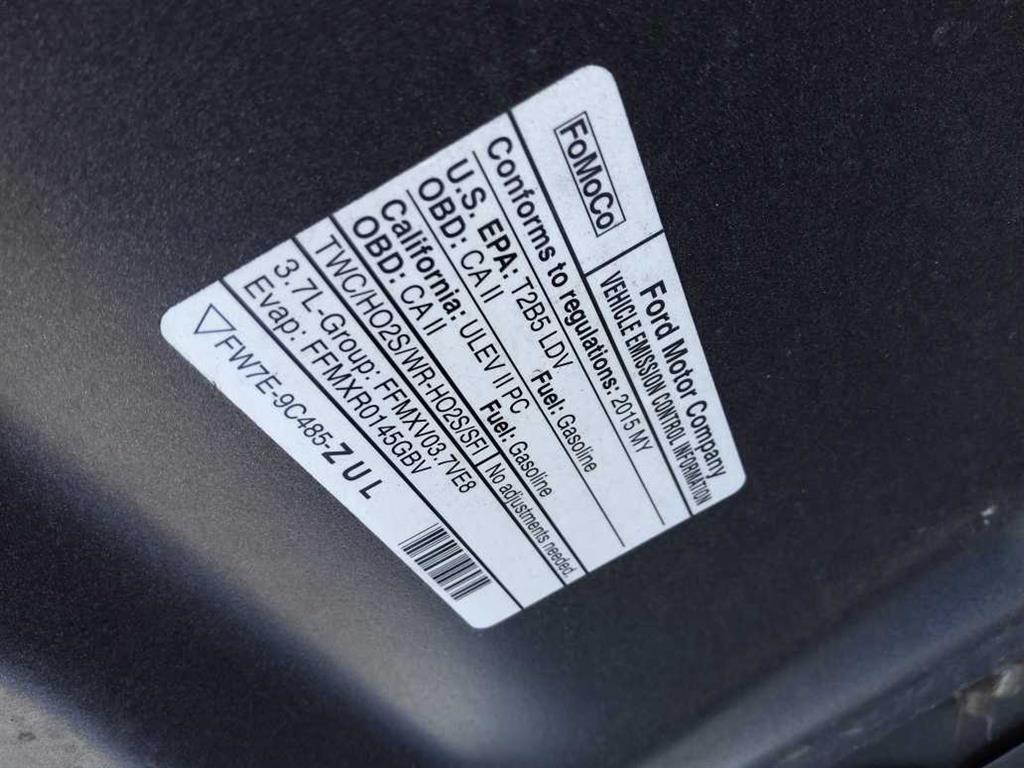 FoMoCo
Ford Motor Company
VEHICLE EMISSION CONTROL INFORMATION
Conforms to regulations: 2015 MY
U.S. EPA: T2B5 LDV Fuel: Gasoline
OBD: CA II
California: ULEV II PC Fuel: Gasoline
OBD: CA II
TWC/HO2S/WR-HO2S/SFI No adjustments needed.
3.7L-Group: FFMXV03.7VE8
Evap: FFMXR0145GBV
FW7E-9C485-ZUL